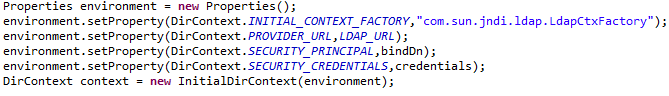 Properties environment = new Properties();
environment.setProperty(DirContext.INITIAL_CONTEXT_FACTORY,"com.sun.jndi.ldap.LdapCtxFactory");
environment.setProperty(DirContext.PROVIDER_URL,LDAP_URL);
environment.setProperty(DirContext.SECURITY_PRINCIPAL,bindDn);
environment.setProperty(DirContext.SECURITY_CREDENTIALS,credentials);
DirContext context = new InitialDirContext(environment);